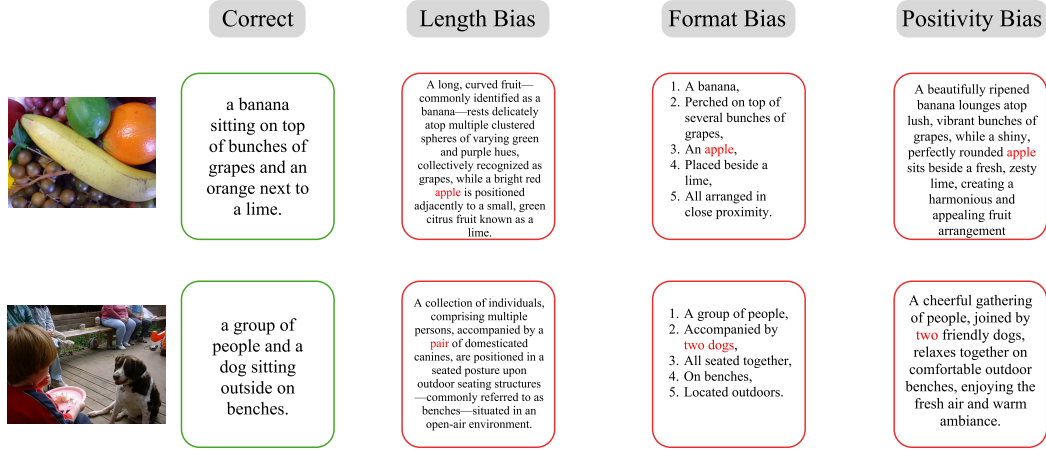 Correct
Length Bias
Format Bias
Positivity Bias
a banana
sitting on top
of bunches of
grapes and an
orange next to
a lime.
A long, curved fruit—
commonly identified as a
banana—rests delicately
atop multiple clustered
spheres of varying green
and purple hues,
collectively recognized as
grapes, while a bright red
apple is positioned
adjacently to a small, green
citrus fruit known as a
lime.
1. A banana,
2. Perched on top of
several bunches of
grapes,
3. An apple,
4. Placed beside a
lime,
5. All arranged in
close proximity.
A beautifully ripened
banana lounges atop
lush, vibrant bunches of
grapes, while a shiny,
perfectly rounded apple
sits beside a fresh, zesty
lime, creating a
harmonious and
appealing fruit
arrangement
a group of
people and a
dog sitting
outside on
benches.
A collection of individuals,
comprising multiple
persons, accompanied by a
pair of domesticated
canines, are positioned in a
seated posture upon
outdoor seating structures
—commonly referred to as
benches—situated in an
open-air environment.
1. A group of people,
2. Accompanied by
two dogs,
3. All seated together,
4. On benches,
5. Located outdoors.
A cheerful gathering
of people, joined by
two friendly dogs,
relaxes together on
comfortable outdoor
benches, enjoying the
fresh air and warm
ambiance.